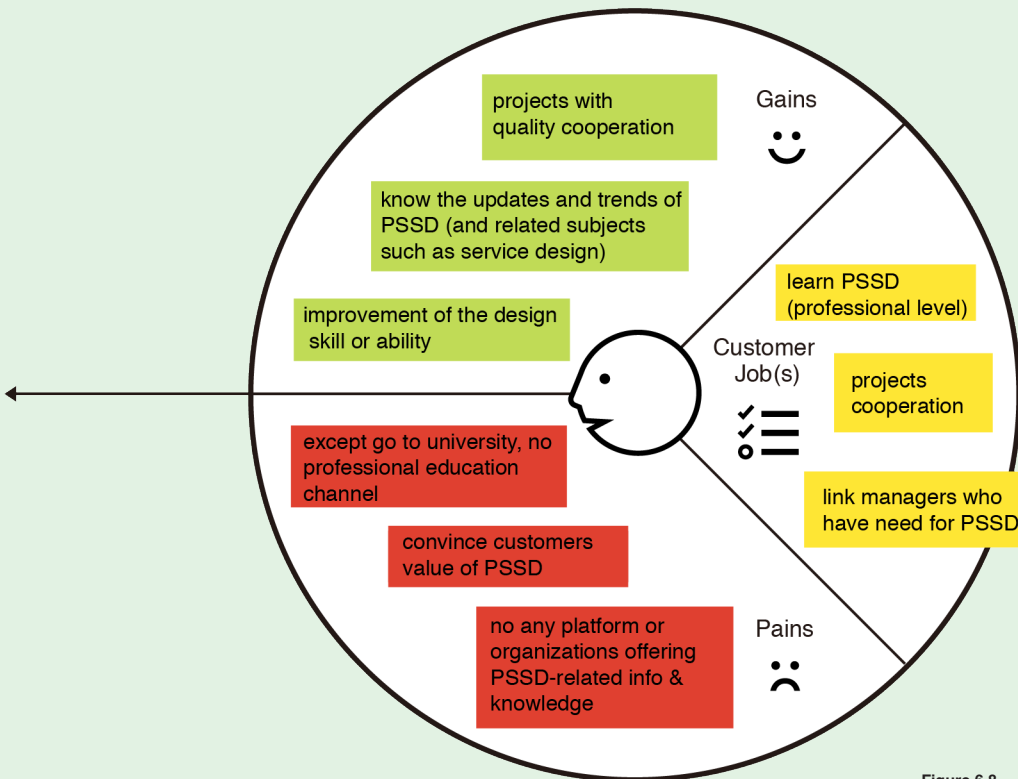 projects with
quality cooperation
Gains
know the updates and trends of
PSSD (and related subjects
such as service design)
improvement of the design
skill or ability
learn PSSD
(professional level)
Customer
Job(s)
projects
cooperation
link managers who
have need for PSSD
except go to university, no
professional education
channel
convince customers
value of PSSD
no any platform or
organizations offering
PSSD-related info &
knowledge
Pains